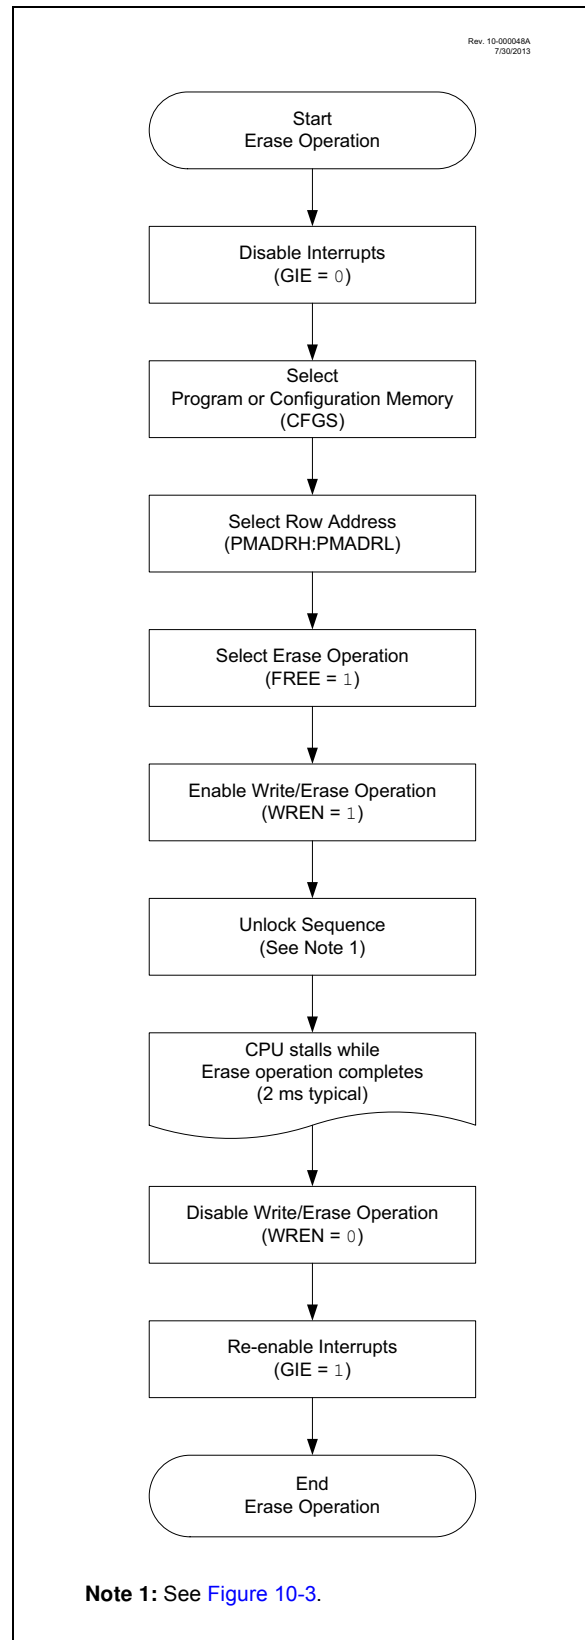 Rev. 10-000048A
7/30/2013
Start
Erase Operation
Disable Interrupts
(GIE = 0)
Select
Program or Configuration Memory
(CFGS)
Select Row Address
(PMADRH:PMADRL)
Select Erase Operation
(FREE = 1)
Enable Write/Erase Operation
(WREN = 1)
Unlock Sequence
(See Note 1)
CPU stalls while
Erase operation completes
(2 ms typical)
Disable Write/Erase Operation
(WREN = 0)
Re-enable Interrupts
(GIE = 1)
End
Erase Operation
Note 1: See Figure 10-3.